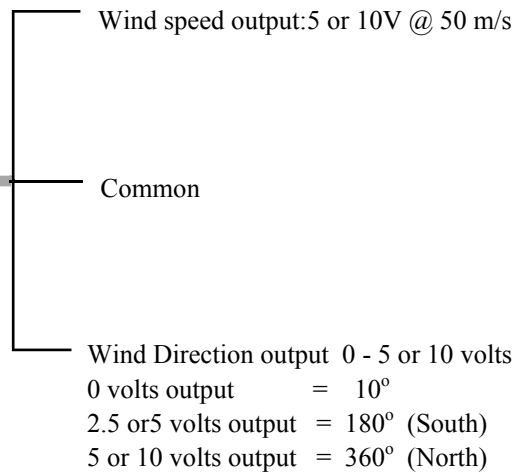 Wind speed output:5 or 10V @ 50 m/s
Common
Wind Direction output 0 - 5 or 10 volts
0 volts output = 10°
2.5 or5 volts output = 180° (South)
5 or 10 volts output = 360° (North)